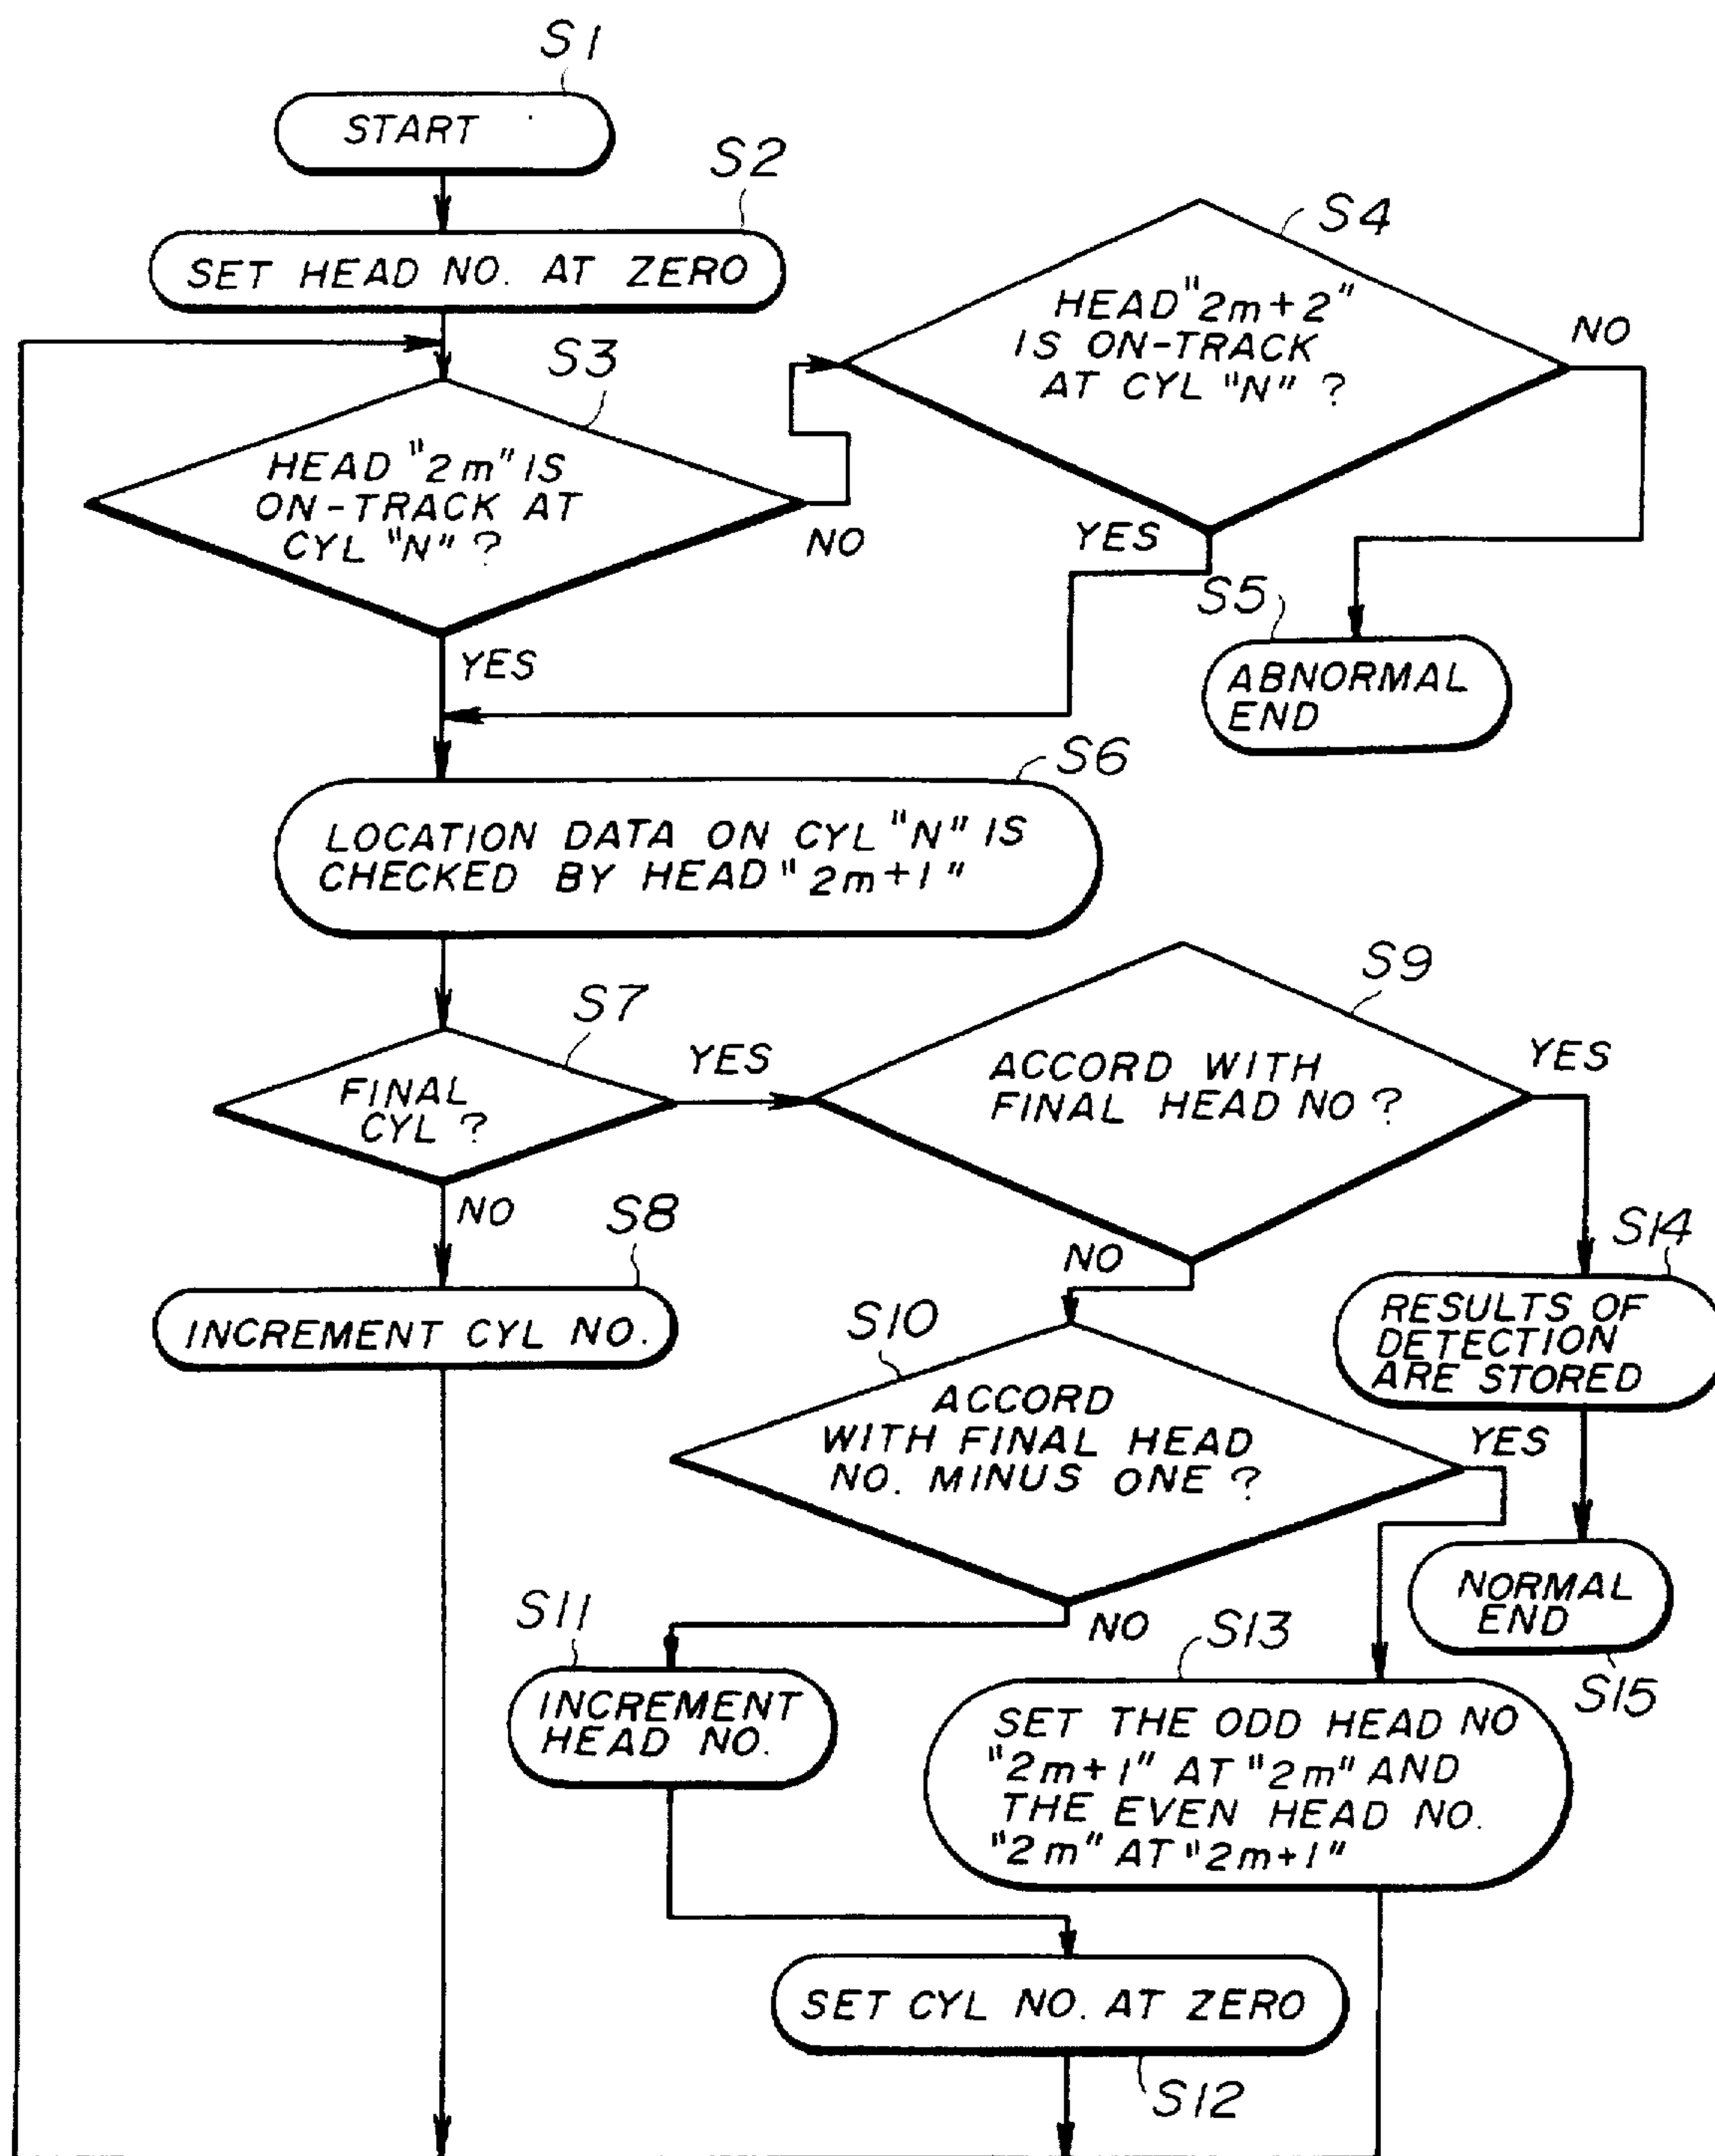 S1
START
S2
SET HEAD NO. AT ZERO
S3
HEAD "2m" IS
ON-TRACK AT
CYL "N" ?
NO
YES
S4
HEAD "2m+2"
IS ON-TRACK
AT CYL "N" ?
NO
YES
S5
ABNORMAL
END
S6
LOCATION DATA ON CYL "N" IS
CHECKED BY HEAD "2m+1"
S7
FINAL
CYL ?
YES
NO
S8
INCREMENT CYL NO.
S9
ACCORD WITH
FINAL HEAD NO ?
YES
NO
S14
RESULTS OF
DETECTION
ARE STORED
S10
ACCORD
WITH FINAL HEAD
NO. MINUS ONE ?
YES
NO
NORMAL
END
S15
S11
INCREMENT
HEAD NO.
S13
SET THE ODD HEAD NO
"2m+1" AT "2m" AND
THE EVEN HEAD NO.
"2m" AT "2m+1"
SET CYL NO. AT ZERO
S12